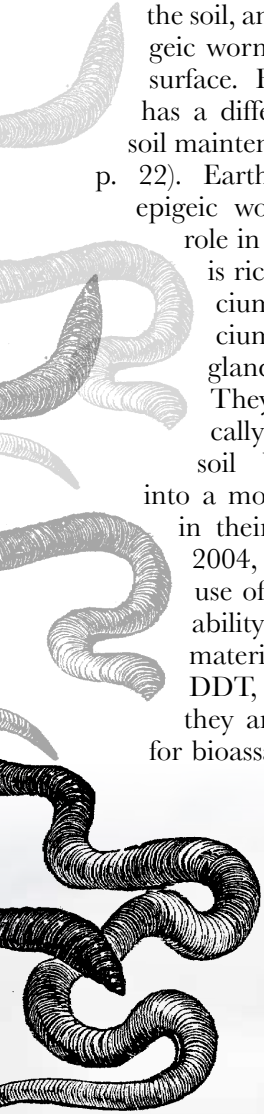 the soil, an
geic worn
surface. E
has a diffe
soil mainten
p. 22). Earth
epigeic wo
role in
is ric
cium
cium
gland
They
cally
soil
into a mo
in their
2004,
use of
ability
materi
DDT,
they ar
for bioass